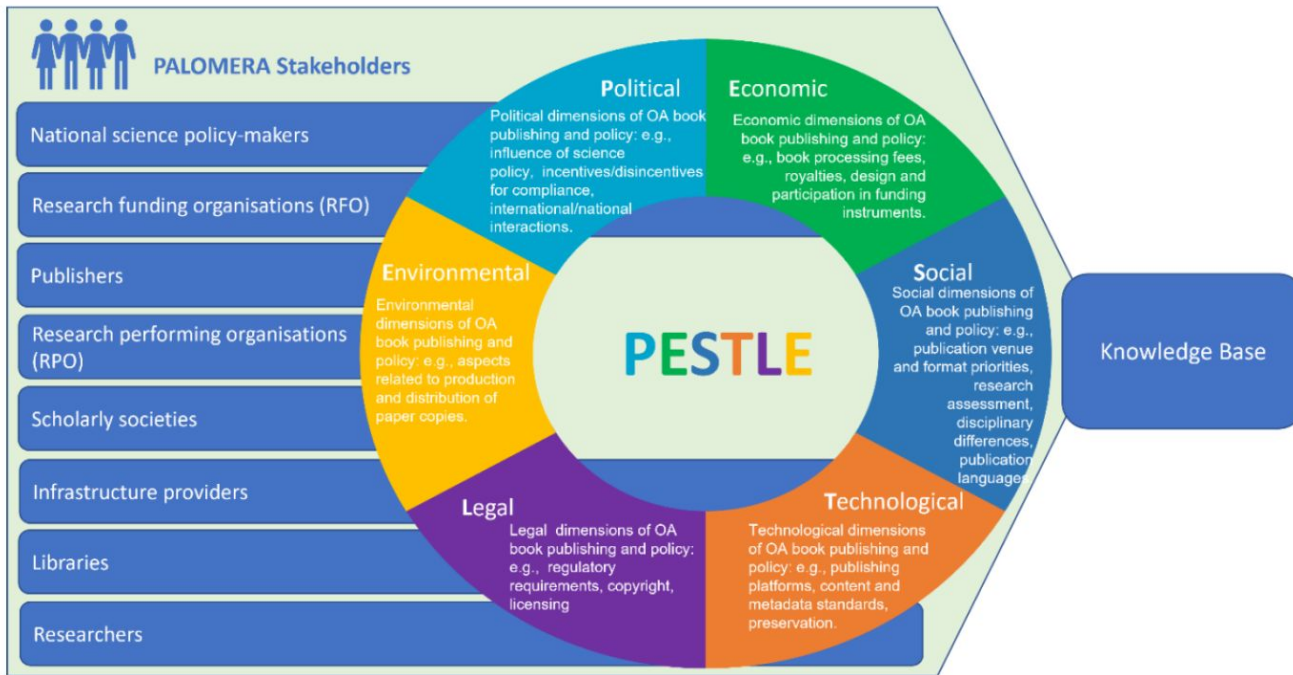 PALOMERA Stakeholders
National science policy-makers
Research funding organisations (RFO)
Publishers
Research performing organisations
(RPO)
Scholarly societies
Infrastructure providers
Libraries
Researchers
Political
Political dimensions of OA book
publishing and policy: e.g.,
influence of science
policy, incentives/disincentives
for compliance,
international/national
interactions.
Economic
Economic dimensions of OA
book publishing and policy:
e.g., book processing fees,
royalties, design and
participation in funding
instruments.
Social
Social dimensions of
OA book publishing
and policy: e.g.,
publication venue
and format priorities,
research
assessment,
disciplinary
differences,
publication
languages.
Technological
Technological dimensions
of OA book publishing and
policy: e.g., publishing
platforms, content and
metadata standards,
preservation.
Legal
Legal dimensions of OA
book publishing and policy:
e.g., regulatory
requirements, copyright,
licensing
Environmental
Environmental
dimensions of OA
book publishing and
policy: e.g., aspects
related to production
and distribution of
paper copies.
PESTLE
Knowledge Base